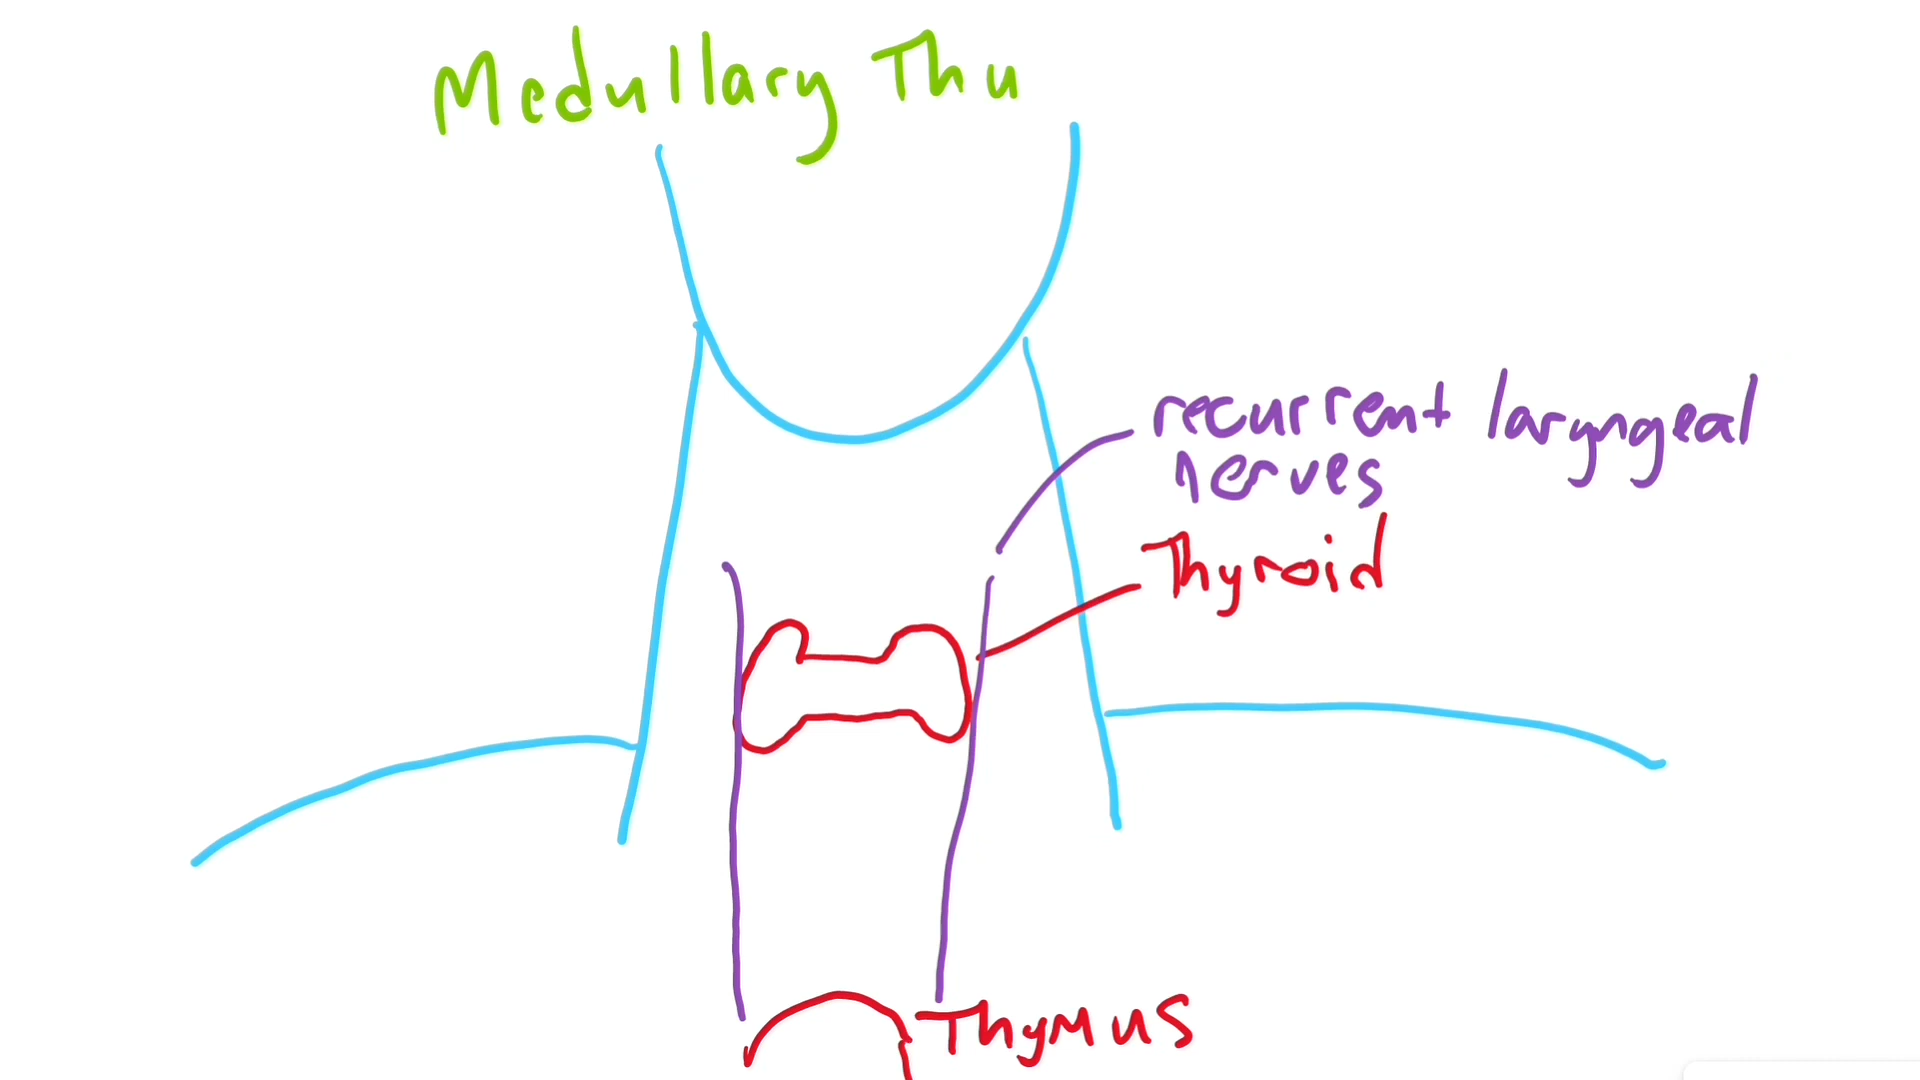 Medullary Thu
recurrent laryngeal
nerves
Thyroid
Thymus